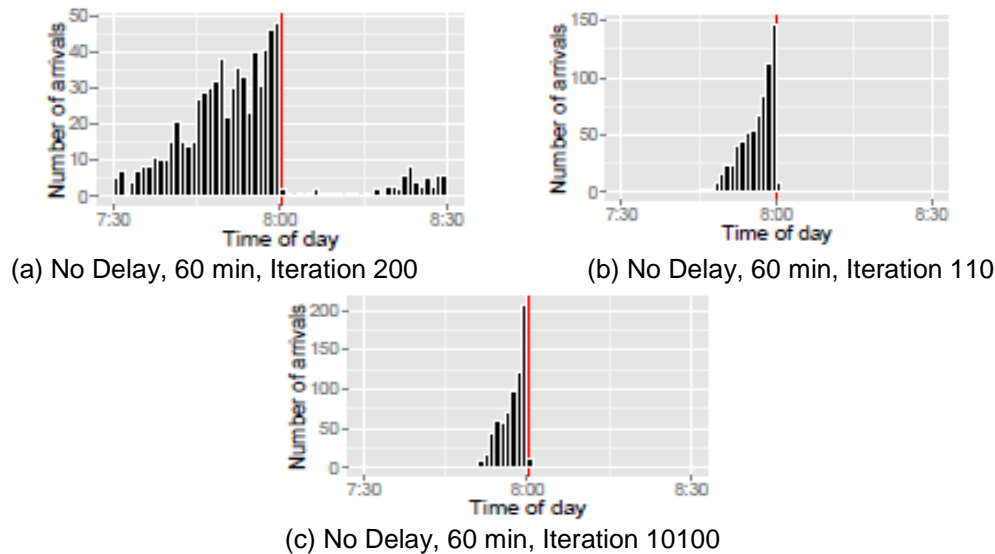 50
40
30
20
10
0
Number of arrivals
7:30 8:00 8:30
Time of day
(a) No Delay, 60 min, Iteration 200
150
100
50
0
Number of arrivals
7:30 8:00 8:30
Time of day
(b) No Delay, 60 min, Iteration 110
200
150
100
50
0
Number of arrivals
7:30 8:00 8:30
Time of day
(c) No Delay, 60 min, Iteration 10100